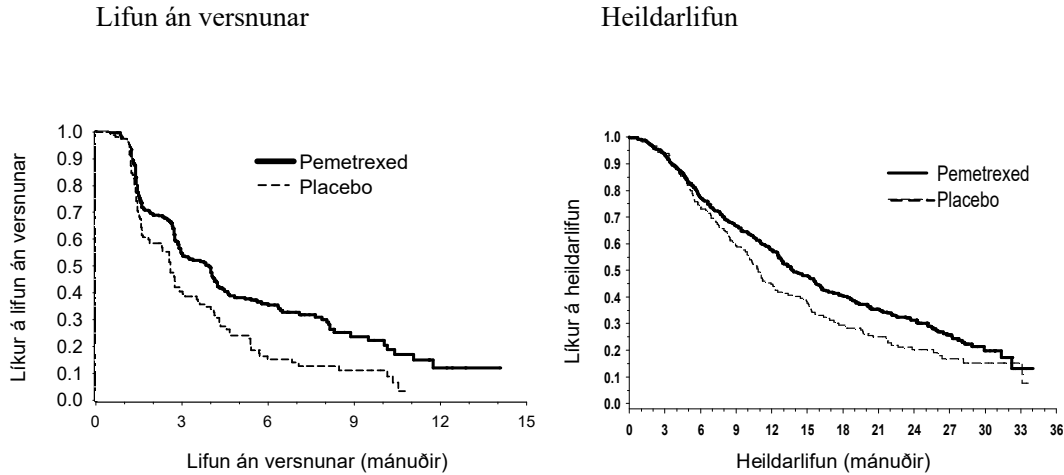 Lifun án versnunar
Heildarlifun
Líkur á lifun án versnunar
1.0
0.9
0.8
0.7
0.6
0.5
0.4
0.3
0.2
0.1
0.0
Pemetrexed
Placebo
0 3 6 9 12 15
Lifun án versnunar (mánuðir)
Líkur á heildarlifun
1.0
0.9
0.8
0.7
0.6
0.5
0.4
0.3
0.2
0.1
0.0
Pemetrexed
Placebo
0 3 6 9 12 15 18 21 24 27 30 33 36
Heildarlifun (mánuðir)